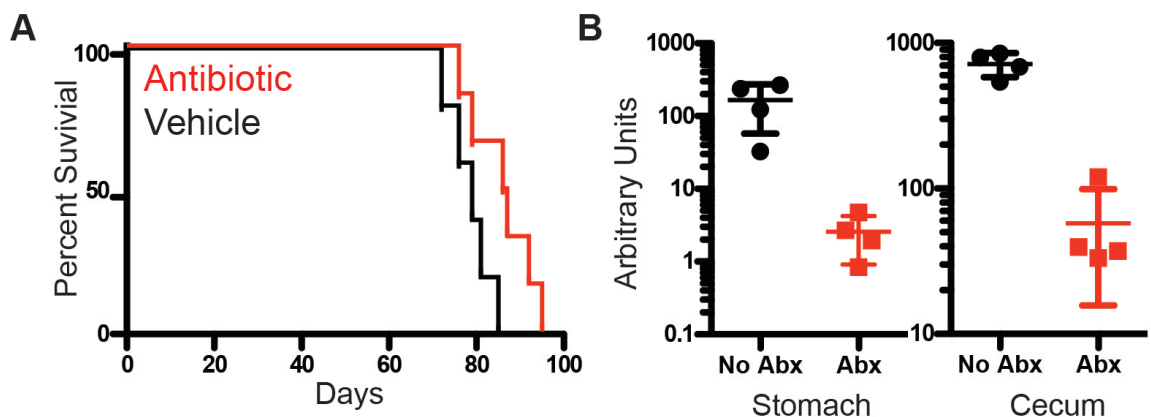 A
Percent Suvivial
100
50
0
Antibiotic
Vehicle
0 20 40 60 80 100
Days
B
Arbitrary Units
1000
100
10
1
0.1
No Abx Abx
Stomach
1000
100
10
No Abx Abx
Cecum